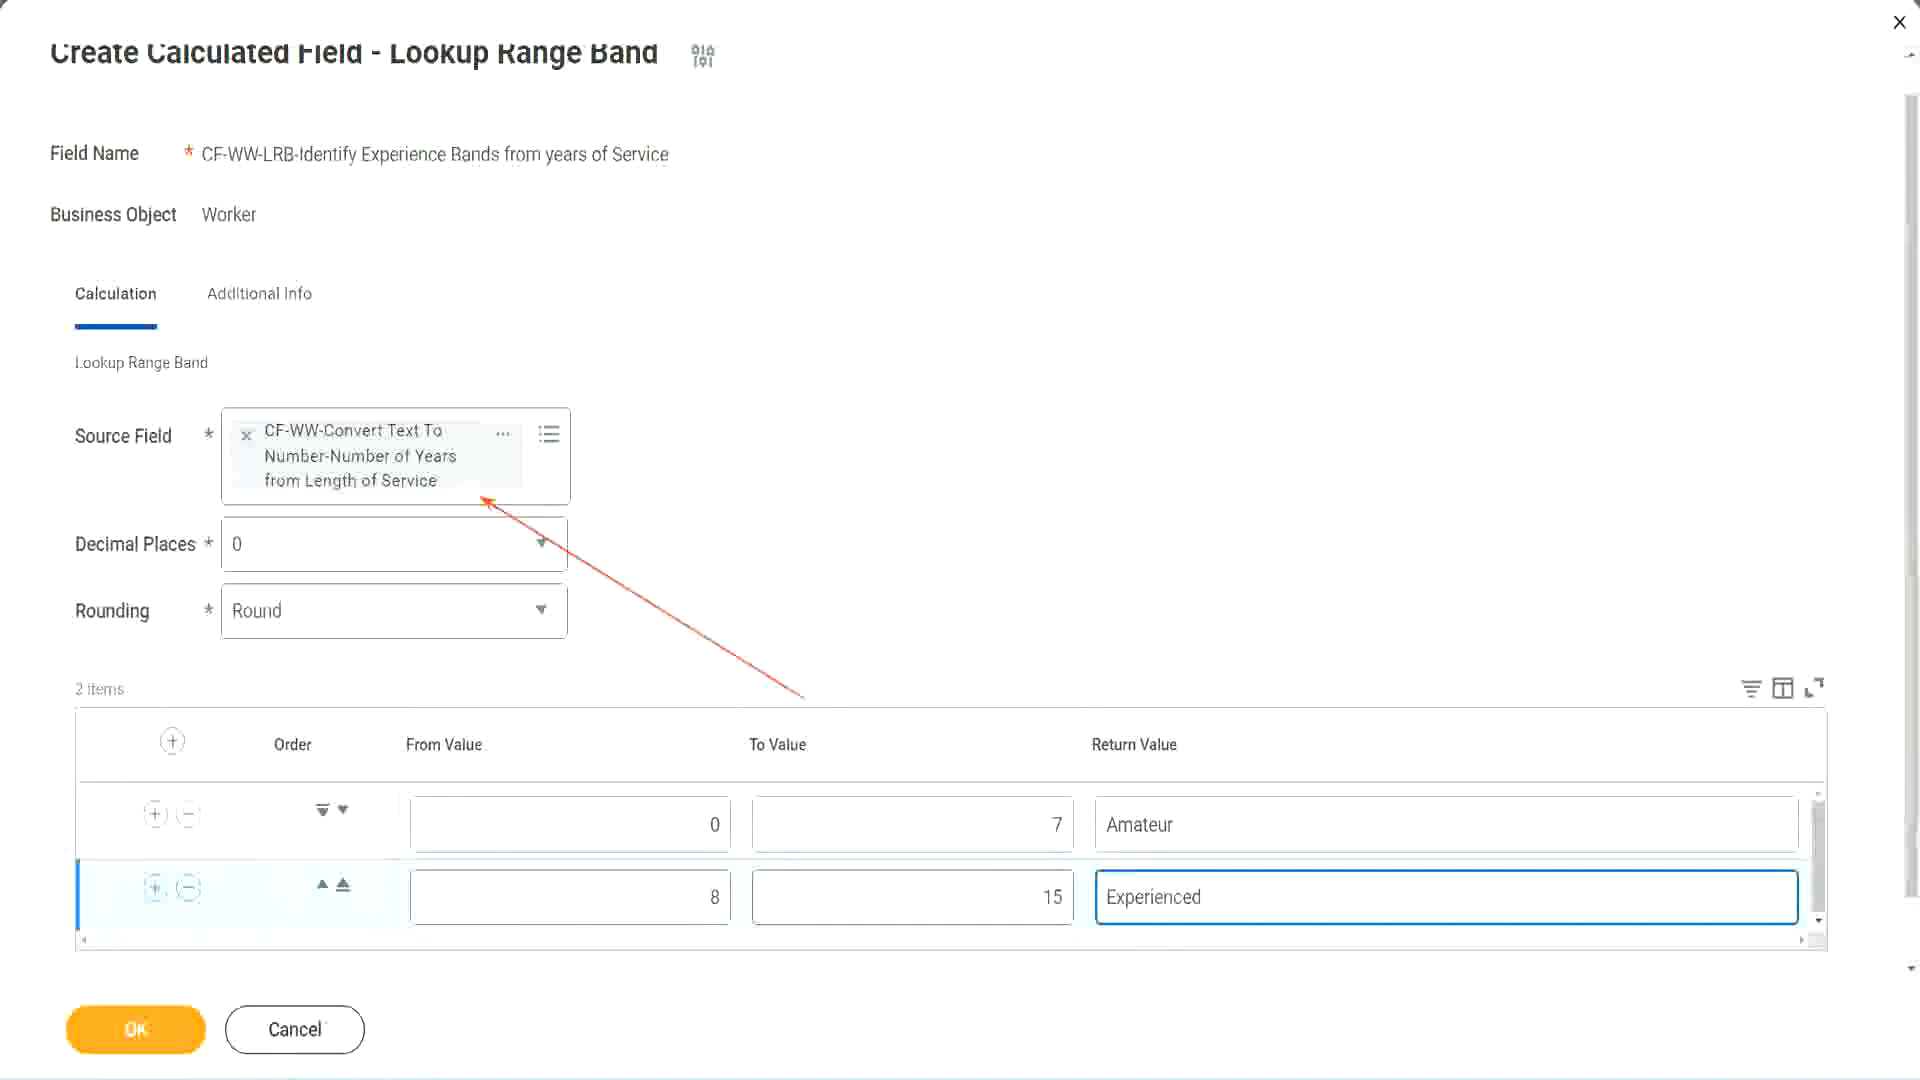 Create Calculated Field - Lookup Range Band
Field Name * CF-WW-LRB-Identify Experience Bands from years of Service
Business Object Worker
Calculation Additional Info
Lookup Range Band
Source Field * CF-WW-Convert Text To
Number-Number of Years
from Length of Service
Decimal Places * 0
Rounding * Round
2 items
Order From Value To Value Return Value
0 7 Amateur
8 15 Experienced
OK Cancel